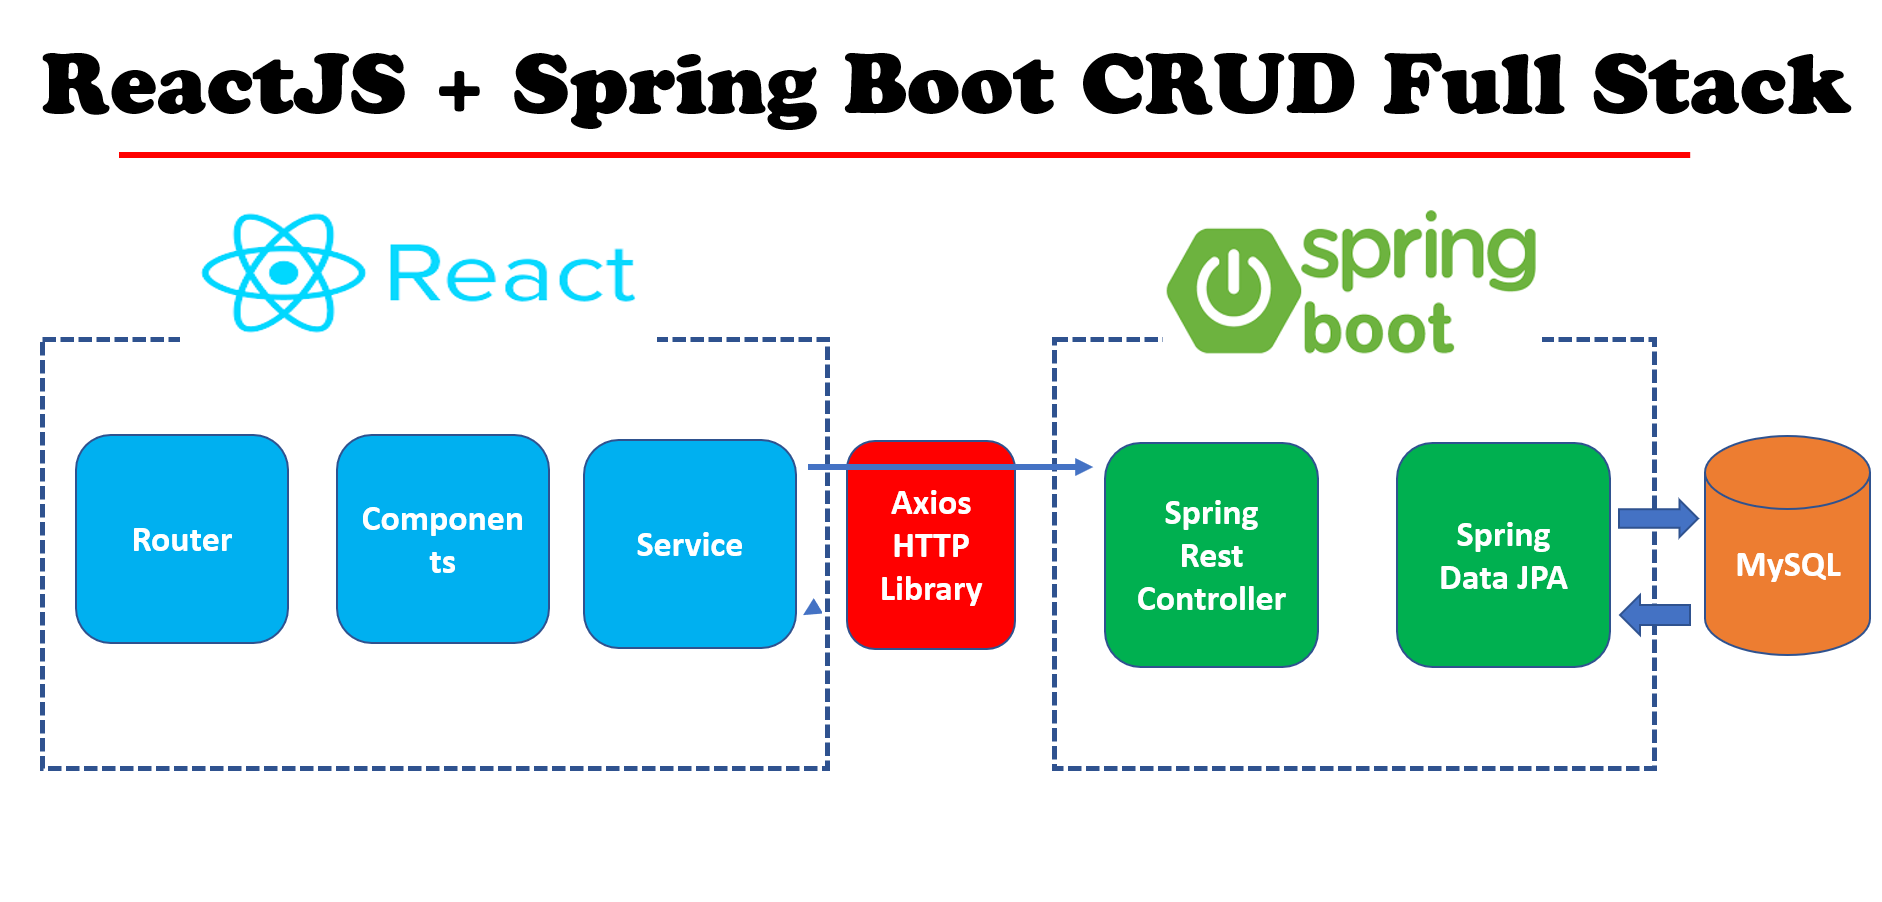 ReactJS + Spring Boot CRUD Full Stack
React
spring
boot
Router
Componen
ts
Service
Axios
HTTP
Library
Spring
Rest
Controller
Spring
Data JPA
MySQL